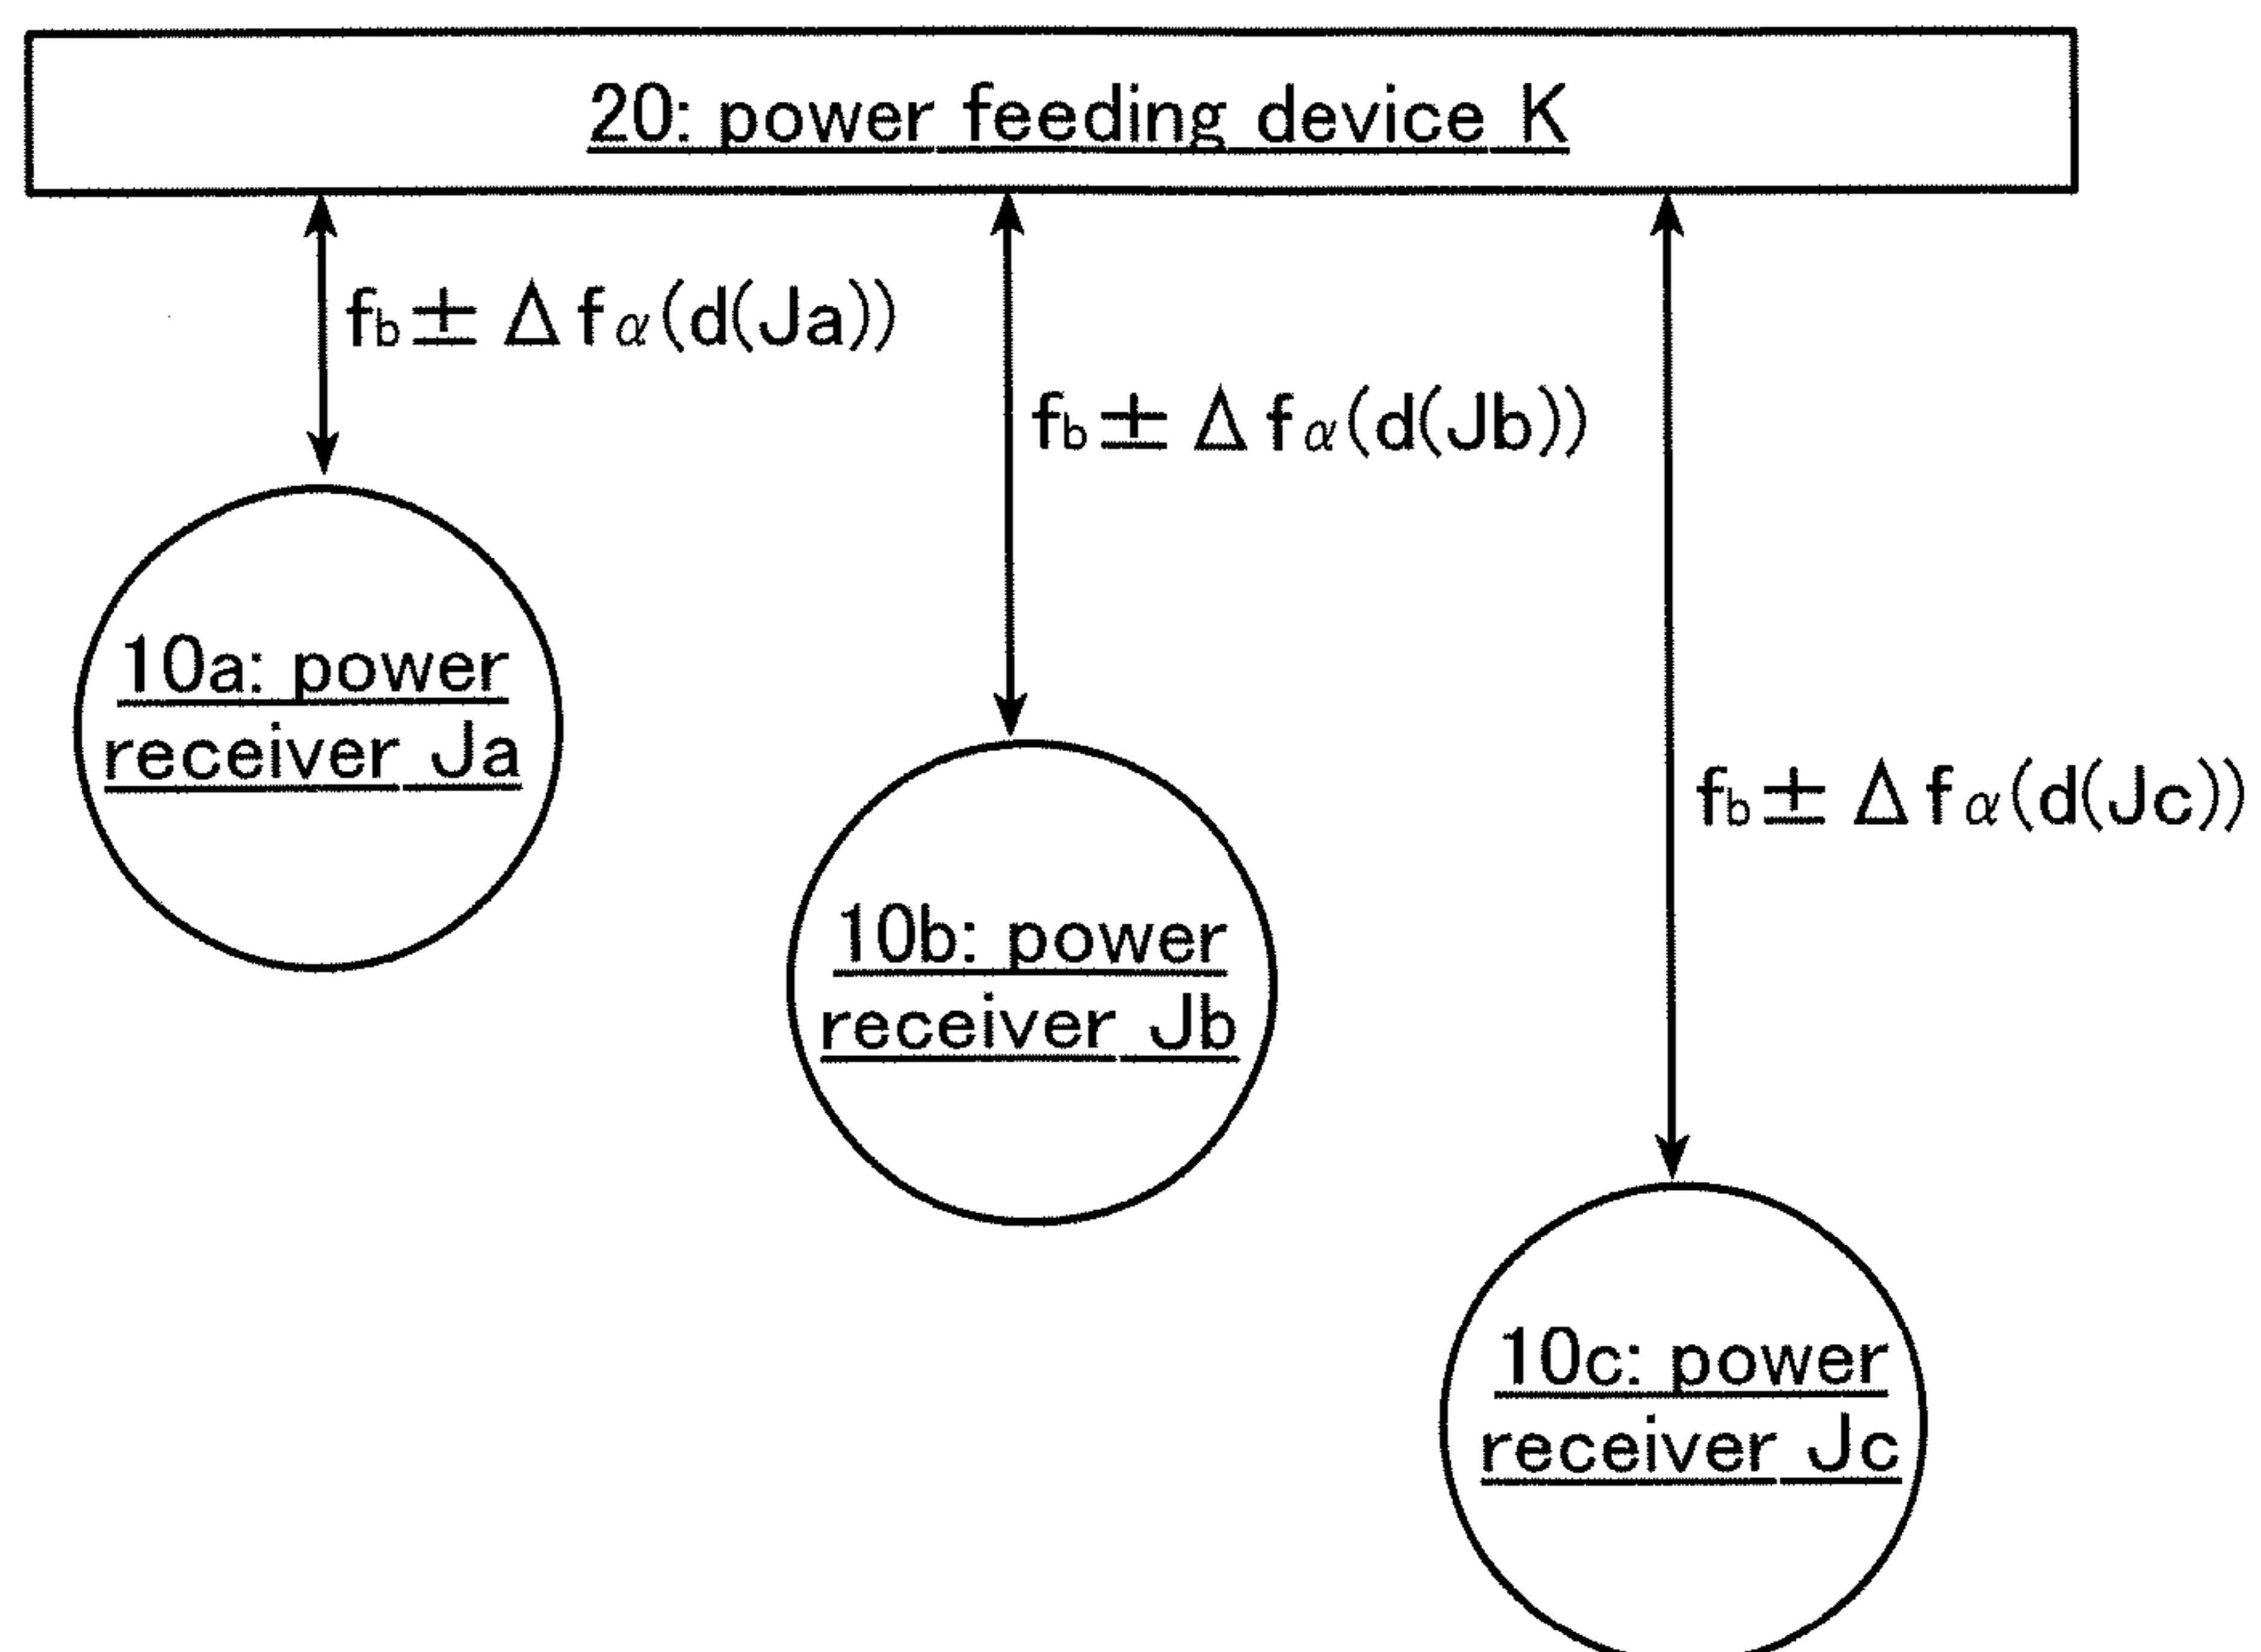 20: power feeding device K
fb ± Δfα(d(Ja))
fb ± Δfα(d(Jb))
10a: power
receiver Ja
fb ± Δfα(d(Jc))
10b: power
receiver Jb
10c: power
receiver Jc